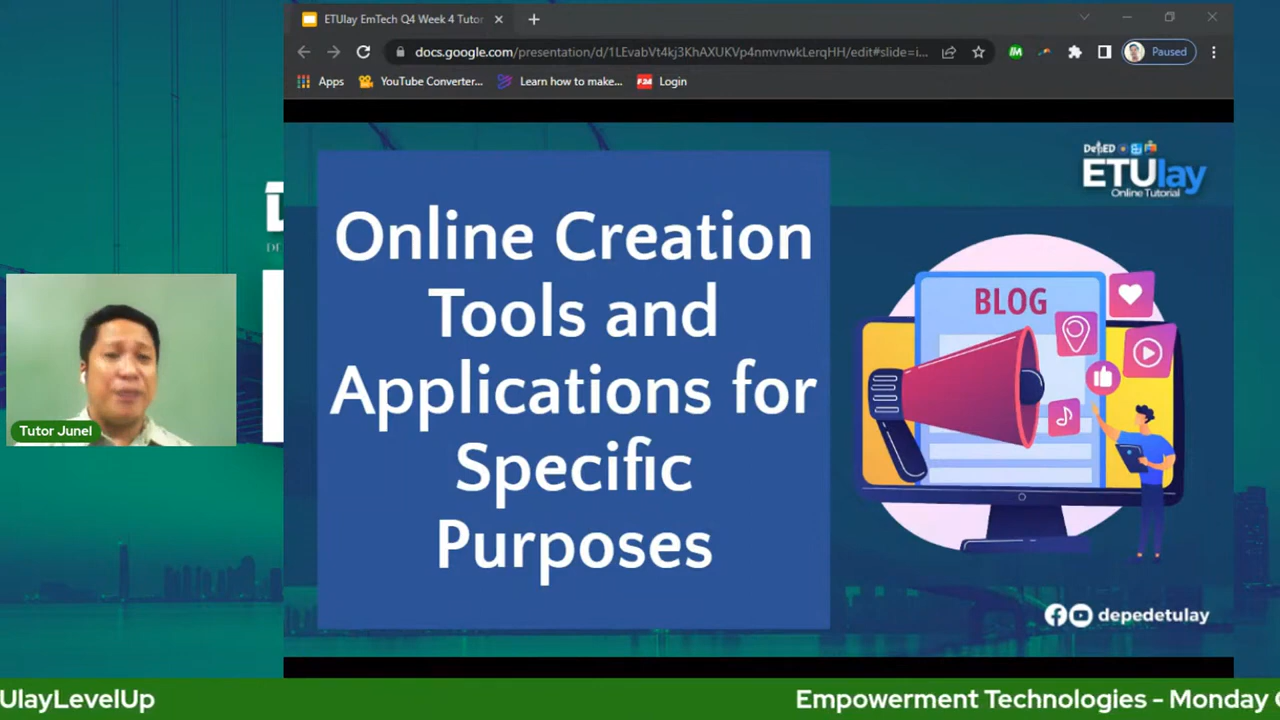 ETUlay EmTech Q4 Week 4 Tutor
docs.google.com/presentation/d/1LEvabVt4kj3KhAXUKVp4nmvnwkLerqHH/edit#slide=i...
Paused
Apps
YouTube Converter...
Learn how to make...
Login
DepED
ETUlay
Online Tutorial
Online Creation
Tools and
Applications for
Specific
Purposes
BLOG
Tutor Junel
depedetulay
UlayLevelUp
Empowerment Technologies - Monday